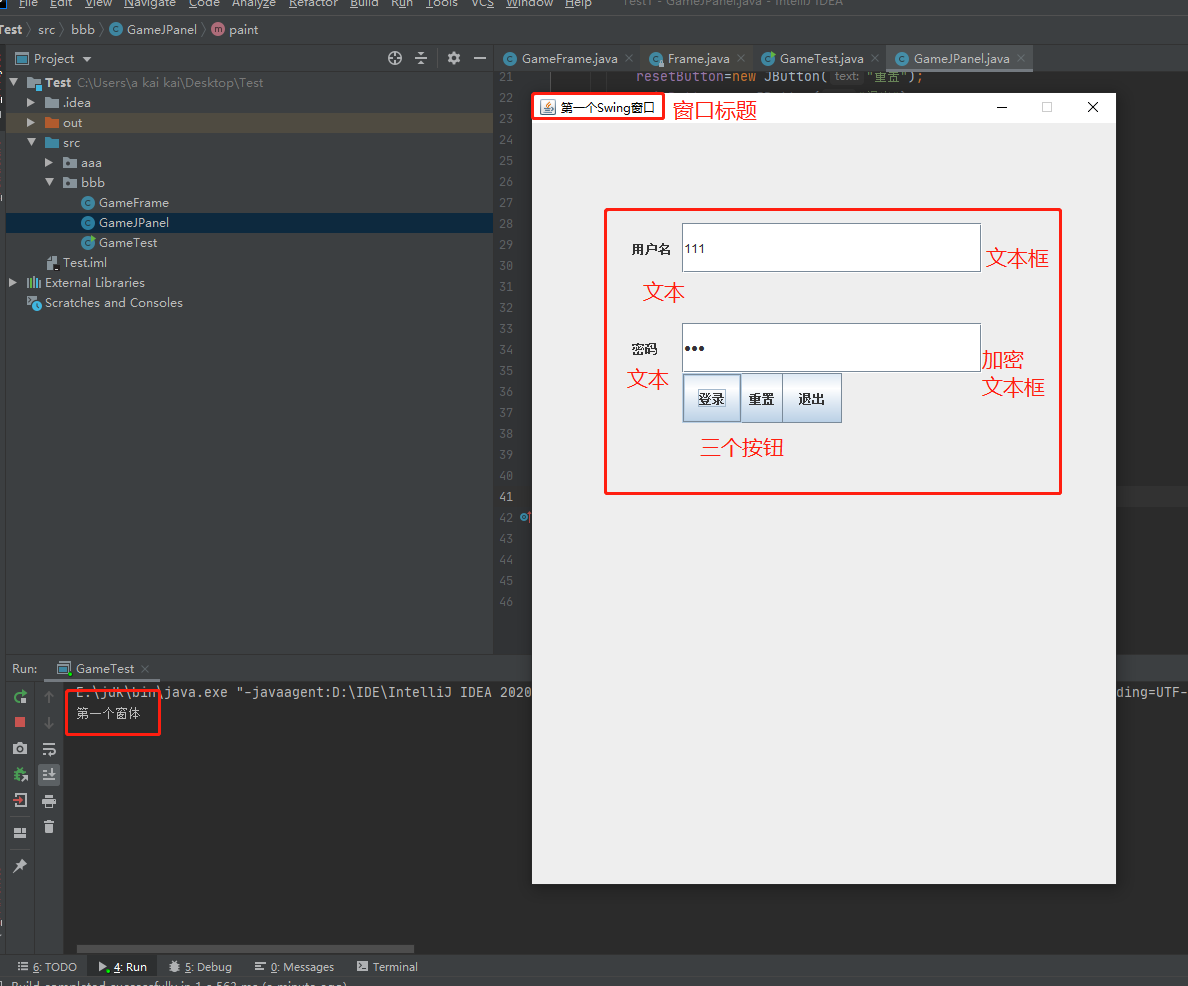 File Edit View Navigate Code Analyze Refactor Build Run Tools VCS Window Help Test1 - GameJPanel.java - IntelliJ IDEA
Test src bbb GameJPanel paint
Project
GameFrame.java Frame.java GameTest.java GameJPanel.java
Test C:\Users\a kai kai\Desktop\Test
.idea
out
src
aaa
bbb
GameFrame
GameJPanel
GameTest
Test.iml
External Libraries
Scratches and Consoles
21 resetButton=new JButton( text: "重置");
22
23
24
25
26
27
28
29
30
31
32
33
34
35
36
37
38
39
40
41
42
43
44
45
46
第一个Swing窗口 窗口标题
用户名 111 文本框
文本
密码 ●●● 加密
文本 文本框
登录 重置 退出
三个按钮
Run: GameTest
E:\jdk\bin\java.exe "-javaagent:D:\IDE\IntelliJ IDEA 2020 ding=UTF-
第一个窗体
6: TODO 4: Run 5: Debug 0: Messages Terminal
Build completed successfully in 1 s 562 ms (a minute ago)